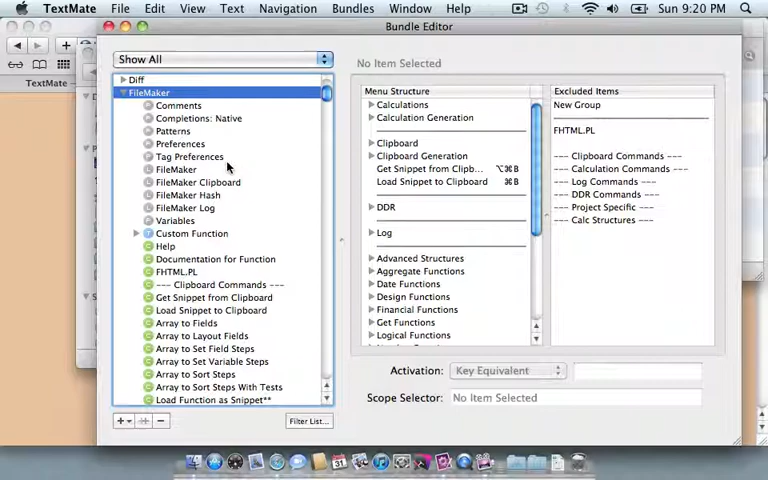 TextMate File Edit View Text Navigation Bundles Window Help Sun 9:20 PM
Bundle Editor
Show All
No Item Selected
TextMate —
Diff
FileMaker
Comments
Completions: Native
Patterns
Preferences
Tag Preferences
FileMaker
FileMaker Clipboard
FileMaker Hash
FileMaker Log
Variables
Custom Function
Help
Documentation for Function
FHTML.PL
--- Clipboard Commands ---
Get Snippet from Clipboard
Load Snippet to Clipboard
Array to Fields
Array to Layout Fields
Array to Set Field Steps
Array to Set Variable Steps
Array to Sort Steps
Array to Sort Steps With Tests
Load Function as Snippet**
Filter List...
Menu Structure
Calculations
Calculation Generation
Clipboard
Clipboard Generation
Get Snippet from Clipb... ⌥⌘B
Load Snippet to Clipboard ⌘B
DDR
Log
Advanced Structures
Aggregate Functions
Date Functions
Design Functions
Financial Functions
Get Functions
Logical Functions
Excluded Items
New Group
FHTML.PL
--- Clipboard Commands ---
--- Calculation Commands ---
--- Log Commands ---
--- DDR Commands ---
--- Project Specific ---
--- Calc Structures ---
Activation: Key Equivalent
Scope Selector: No Item Selected